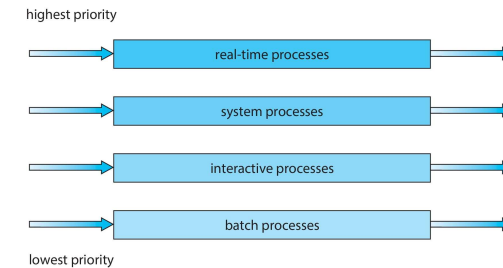 highest priority
real-time processes
system processes
interactive processes
batch processes
lowest priority